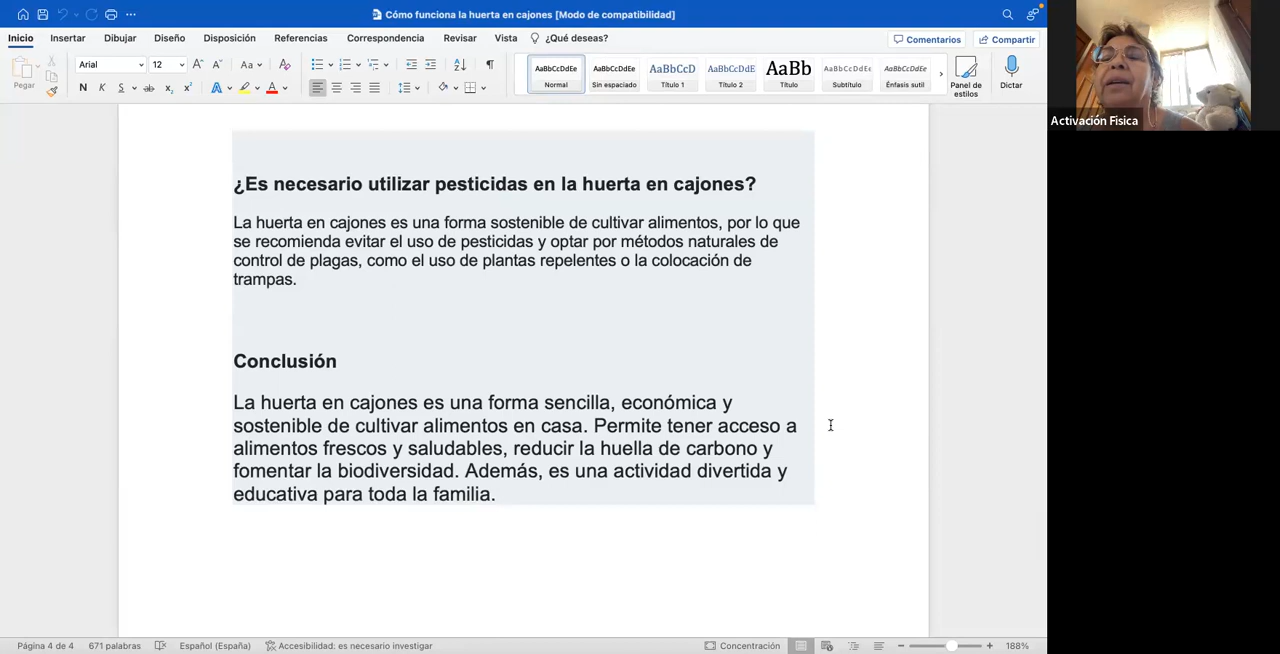 Cómo funciona la huerta en cajones [Modo de compatibilidad]
Inicio Insertar Dibujar Diseño Disposición Referencias Correspondencia Revisar Vista ¿Qué deseas? Comentarios Compartir
Pegar
Arial 12
AaBbCcDdEe AaBbCcDdEe AaBbCcD AaBbCcDdE AaBb AaBbCcDdEe AaBbCcDdEe
Normal Sin espaciado Título 1 Título 2 Título Subtítulo Énfasis sutil
Panel de estilos
Dictar
Activación Fisica
¿Es necesario utilizar pesticidas en la huerta en cajones?
La huerta en cajones es una forma sostenible de cultivar alimentos, por lo que
se recomienda evitar el uso de pesticidas y optar por métodos naturales de
control de plagas, como el uso de plantas repelentes o la colocación de
trampas.
Conclusión
La huerta en cajones es una forma sencilla, económica y
sostenible de cultivar alimentos en casa. Permite tener acceso a
alimentos frescos y saludables, reducir la huella de carbono y
fomentar la biodiversidad. Además, es una actividad divertida y
educativa para toda la familia.
Página 4 de 4 671 palabras Español (España) Accesibilidad: es necesario investigar Concentración 188%